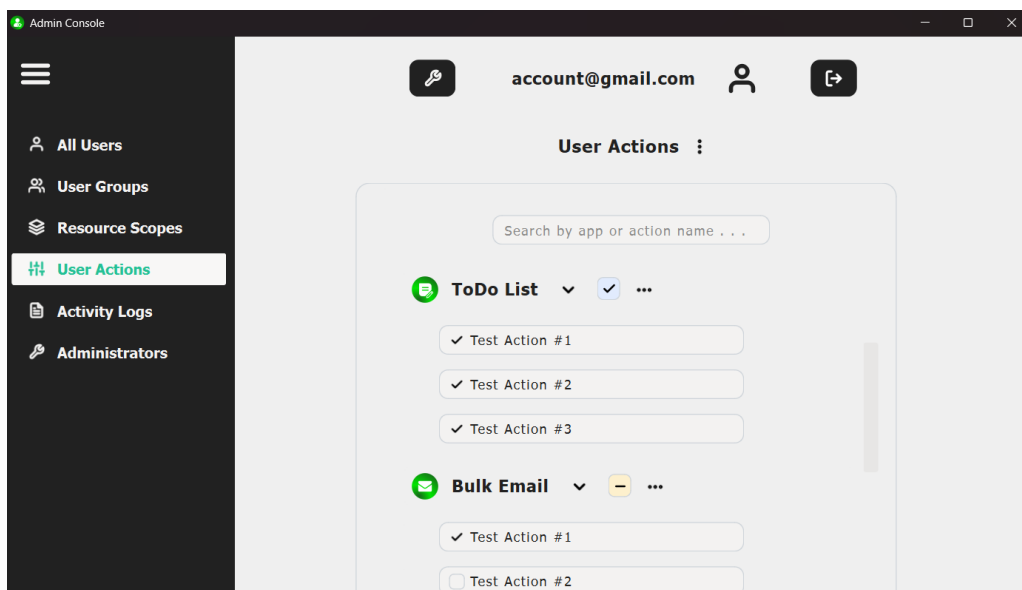 Admin Console
account@gmail.com
All Users
User Groups
Resource Scopes
User Actions
Activity Logs
Administrators
User Actions
Search by app or action name . . .
ToDo List
Test Action #1
Test Action #2
Test Action #3
Bulk Email
Test Action #1
Test Action #2